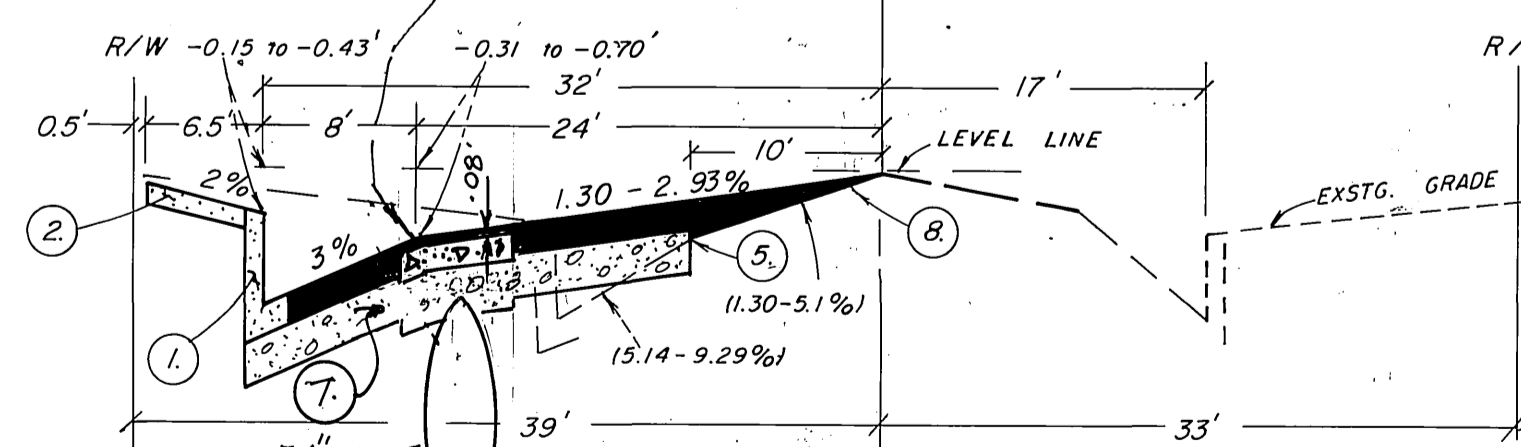 R/W -0.15 to -0.43' -0.31 to -0.70' R/
32' 17'
0.5' 6.5' 8' 24'
10' LEVEL LINE
.08'
2% 1.30 - 2.93% EXSTG. GRADE
2. 8.
3% 5.
(1.30-5.1%)
1. (5.14-9.29%)
7.
39' 33'